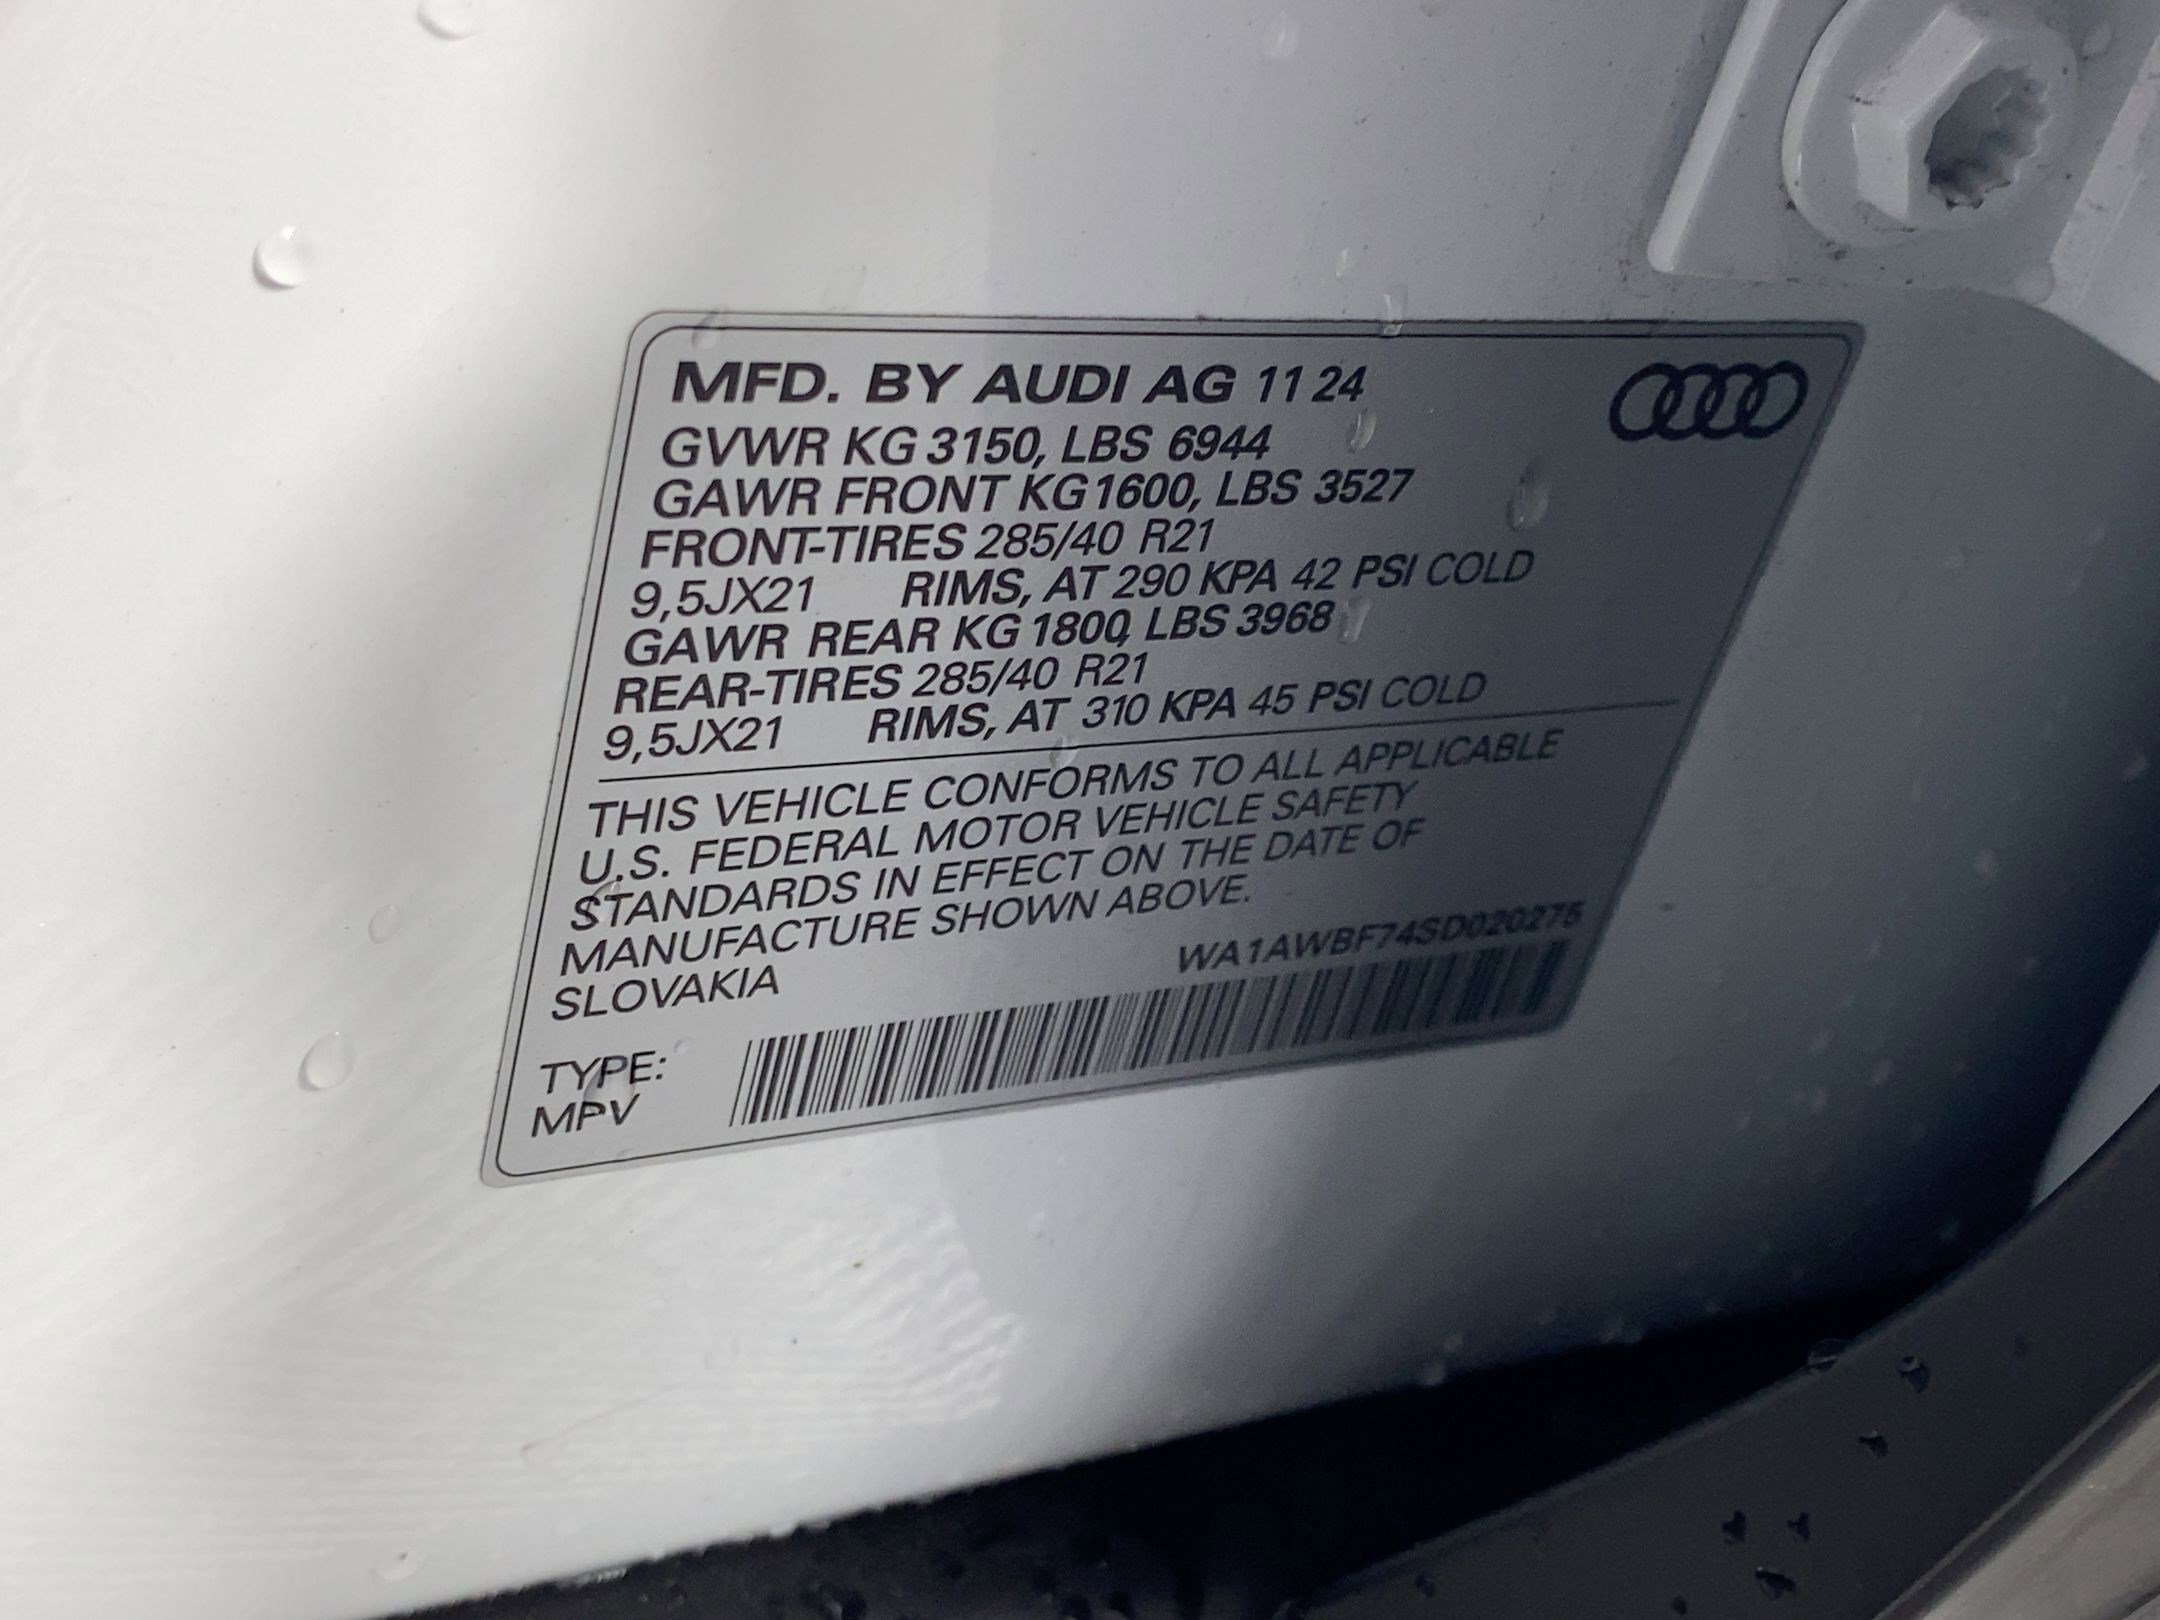 MFD. BY AUDI AG 11 24
GVWR KG 3150, LBS 6944
GAWR FRONT KG 1600, LBS 3527
FRONT-TIRES 285/40 R21
9,5JX21 RIMS, AT 290 KPA 42 PSI COLD
GAWR REAR KG 1800, LBS 3968
REAR-TIRES 285/40 R21
9,5JX21 RIMS, AT 310 KPA 45 PSI COLD
THIS VEHICLE CONFORMS TO ALL APPLICABLE
U.S. FEDERAL MOTOR VEHICLE SAFETY
STANDARDS IN EFFECT ON THE DATE OF
MANUFACTURE SHOWN ABOVE.
SLOVAKIA
WA1AWBF74SD020275
TYPE:
MPV